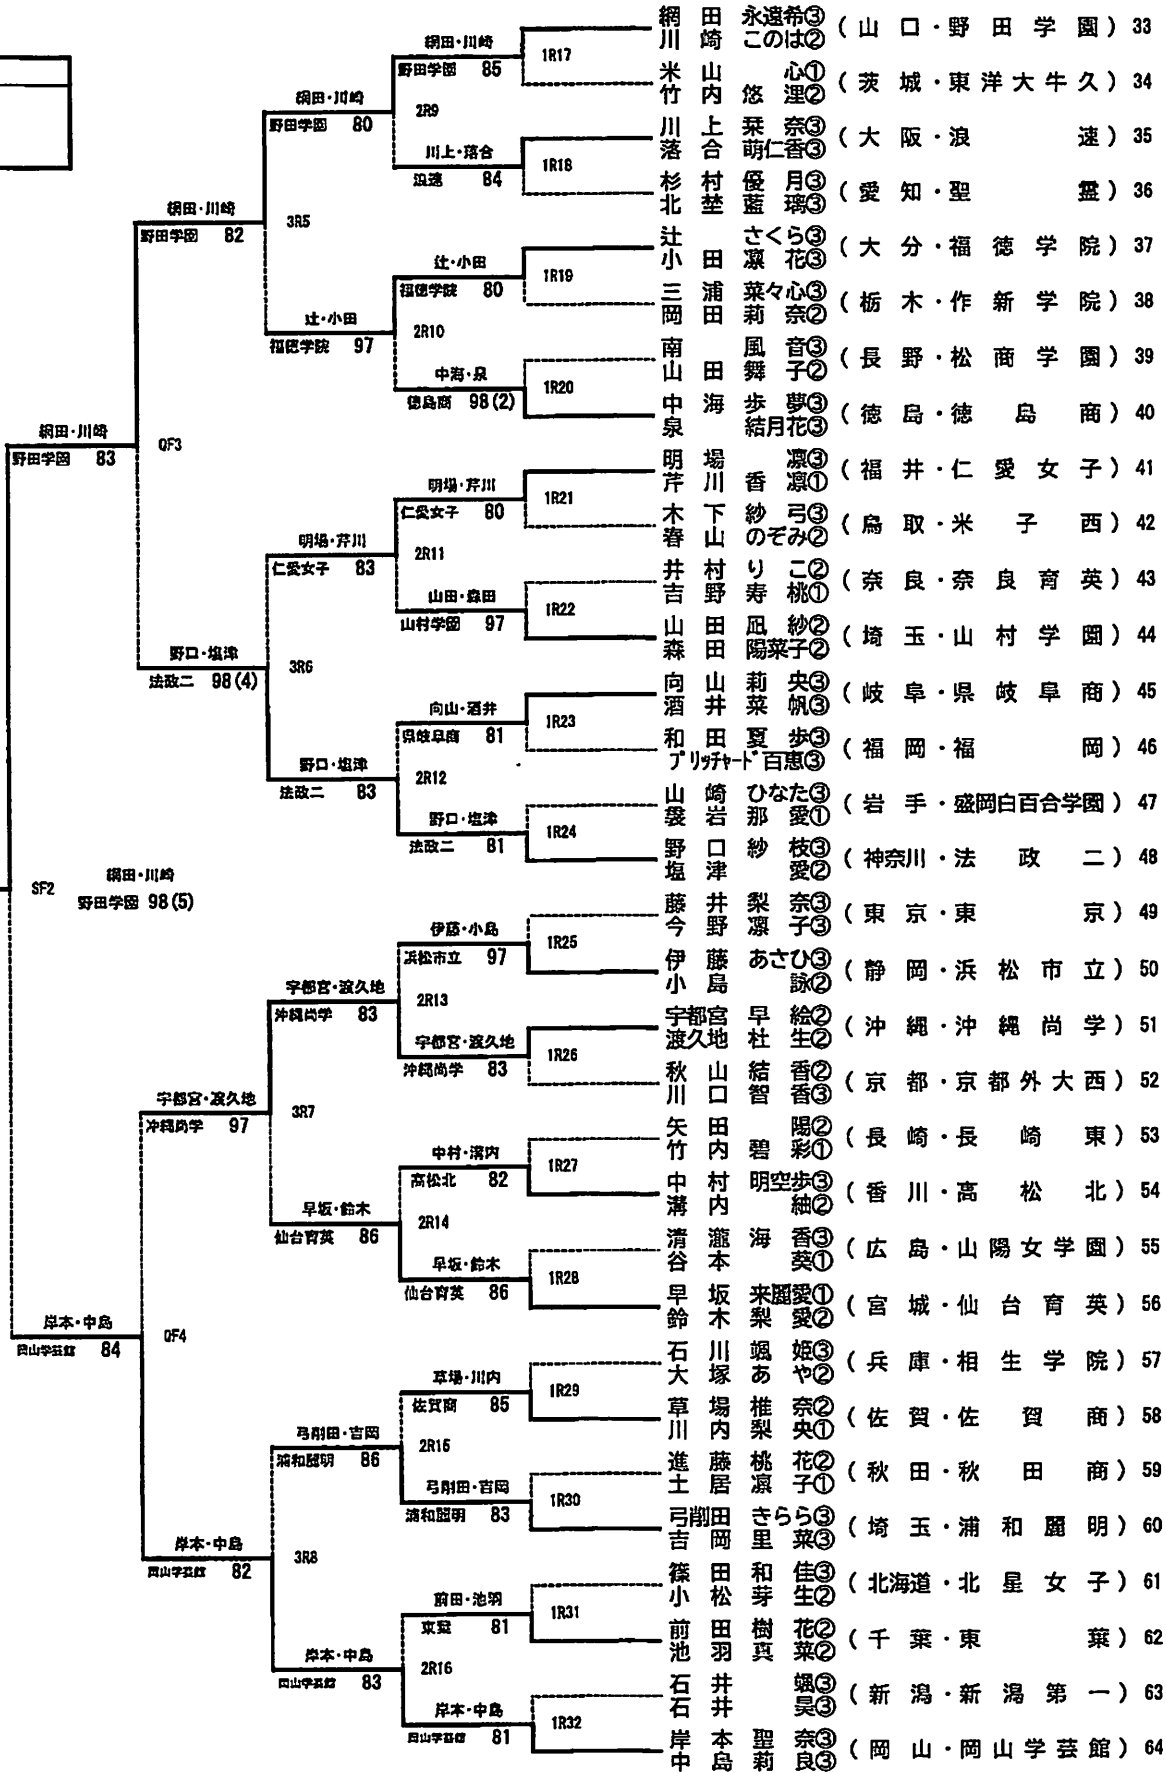 網田 永遠希③ (山口・野田学園) 33
川崎 このは②
米山 心① (茨城・東洋大牛久) 34
竹内 悠浬②
川上 栞奈③ (大阪・浪速) 35
落合 萌仁香③
杉村 優月③ (愛知・聖霊) 36
北埜 藍璃③
辻 さくら③ (大分・福徳学院) 37
小田 凜花③
三浦 菜々心③ (栃木・作新学院) 38
岡田 莉奈②
南 風音③ (長野・松商学園) 39
山田 舞子②
中海 歩夢③ (徳島・徳島商) 40
泉 結月花③
明場 凛③ (福井・仁愛女子) 41
芹川 香凛①
木下 紗弓③ (鳥取・米子西) 42
春山 のぞみ②
井村 りこ② (奈良・奈良育英) 43
吉野 寿桃①
山田 凪紗② (埼玉・山村学園) 44
森田 陽菜子②
向山 莉央③ (岐阜・県岐阜商) 45
酒井 菜帆③
和田 夏歩③ (福岡・福岡) 46
プリッチャード 百恵③
山崎 ひなた③ (岩手・盛岡白百合学園) 47
袰岩 那愛①
野口 紗枝③ (神奈川・法政二) 48
塩津 愛②
藤井 梨奈③ (東京・東京) 49
今野 凛子③
伊藤 あさひ③ (静岡・浜松市立) 50
小島 詠②
宇都宮 早絵② (沖縄・沖縄尚学) 51
渡久地 杜生②
秋山 結香② (京都・京都外大西) 52
川口 智香③
矢田 陽② (長崎・長崎東) 53
竹内 碧彩①
中村 明空歩③ (香川・高松北) 54
溝内 紬②
清瀧 海香③ (広島・山陽女学園) 55
谷本 葵①
早坂 来麗愛① (宮城・仙台育英) 56
鈴木 梨愛②
石川 颯姫③ (兵庫・相生学院) 57
大塚 あや②
草場 椎奈② (佐賀・佐賀商) 58
川内 梨央①
進藤 桃花② (秋田・秋田商) 59
土居 凛子①
弓削田 きらら③ (埼玉・浦和麗明) 60
吉岡 里菜③
篠田 和佳③ (北海道・北星女子) 61
小松 芽生②
前田 樹花② (千葉・東葉) 62
池羽 真菜②
石井 颯③ (新潟・新潟第一) 63
石井 昊③
岸本 聖奈③ (岡山・岡山学芸館) 64
中島 莉良③
1R17
網田・川崎
野田学園 85
1R18
川上・落合
浪速 84
1R19
辻・小田
福徳学院 80
1R20
中海・泉
徳島商 98(2)
1R21
明場・芹川
仁愛女子 80
1R22
山田・森田
山村学園 97
1R23
向山・酒井
県岐阜商 81
1R24
野口・塩津
法政二 81
1R25
伊藤・小島
浜松市立 97
1R26
宇都宮・渡久地
沖縄尚学 83
1R27
中村・溝内
高松北 82
1R28
早坂・鈴木
仙台育英 86
1R29
草場・川内
佐賀商 85
1R30
弓削田・吉岡
浦和麗明 83
1R31
前田・池羽
東葉 81
1R32
岸本・中島
岡山学芸館 81
2R9
網田・川崎
野田学園 80
2R10
辻・小田
福徳学院 97
2R11
明場・芹川
仁愛女子 83
2R12
野口・塩津
法政二 83
2R13
宇都宮・渡久地
沖縄尚学 83
2R14
早坂・鈴木
仙台育英 86
2R15
弓削田・吉岡
浦和麗明 86
2R16
岸本・中島
岡山学芸館 83
3R5
網田・川崎
野田学園 82
3R6
野口・塩津
法政二 98(4)
3R7
宇都宮・渡久地
沖縄尚学 97
3R8
岸本・中島
岡山学芸館 82
QF3
網田・川崎
野田学園 83
QF4
岸本・中島
岡山学芸館 84
SF2
網田・川崎
野田学園 98(5)